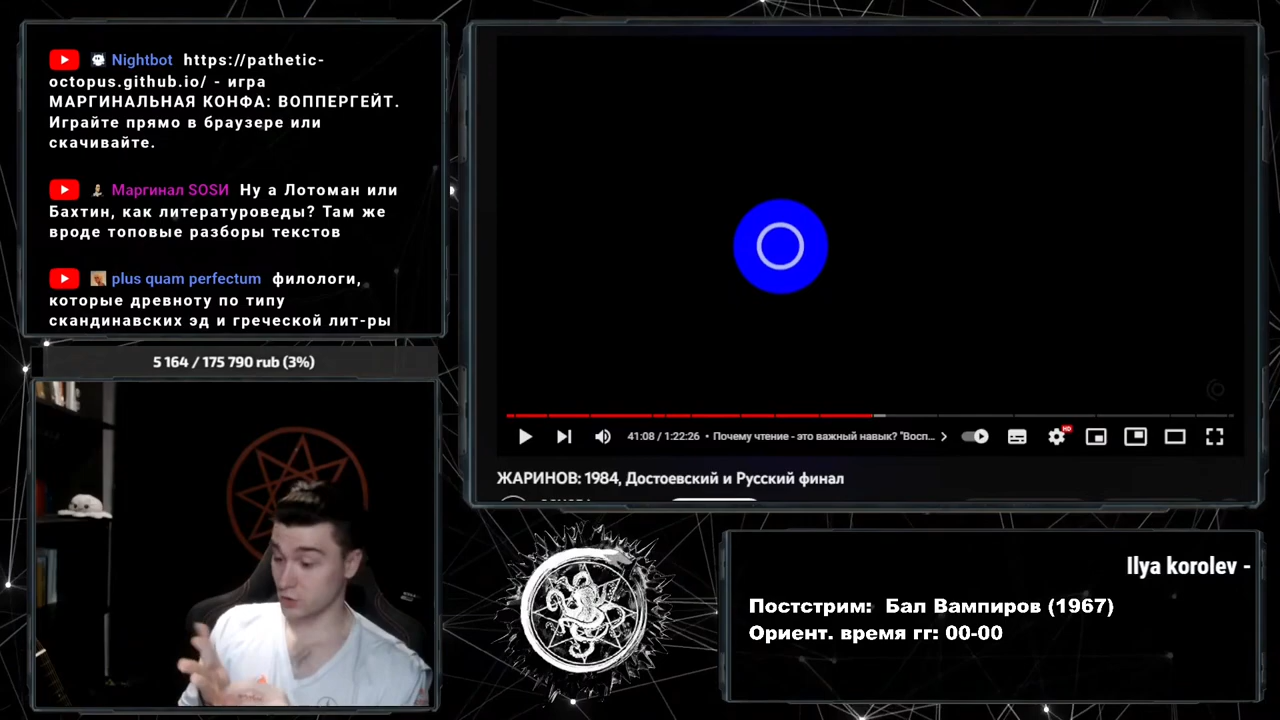 Nightbot https://pathetic-
octopus.github.io/ - игра
МАРГИНАЛЬНАЯ КОНФА: ВОППЕРГЕЙТ.
Играйте прямо в браузере или
скачивайте.
Маргинал SOSИ Ну а Лотоман или
Бахтин, как литературоведы? Там же
вроде топовые разборы текстов
plus quam perfectum филологи,
которые древноту по типу
скандинавских эд и греческой лит-ры
5 164 / 175 790 rub (3%)
41:08 / 1:22:26 • Почему чтение - это важный навык? "Восп...
HD
ЖАРИНОВ: 1984, Достоевский и Русский финал
Ilya korolev -
Постстрим: Бал Вампиров (1967)
Ориент. время гг: 00-00